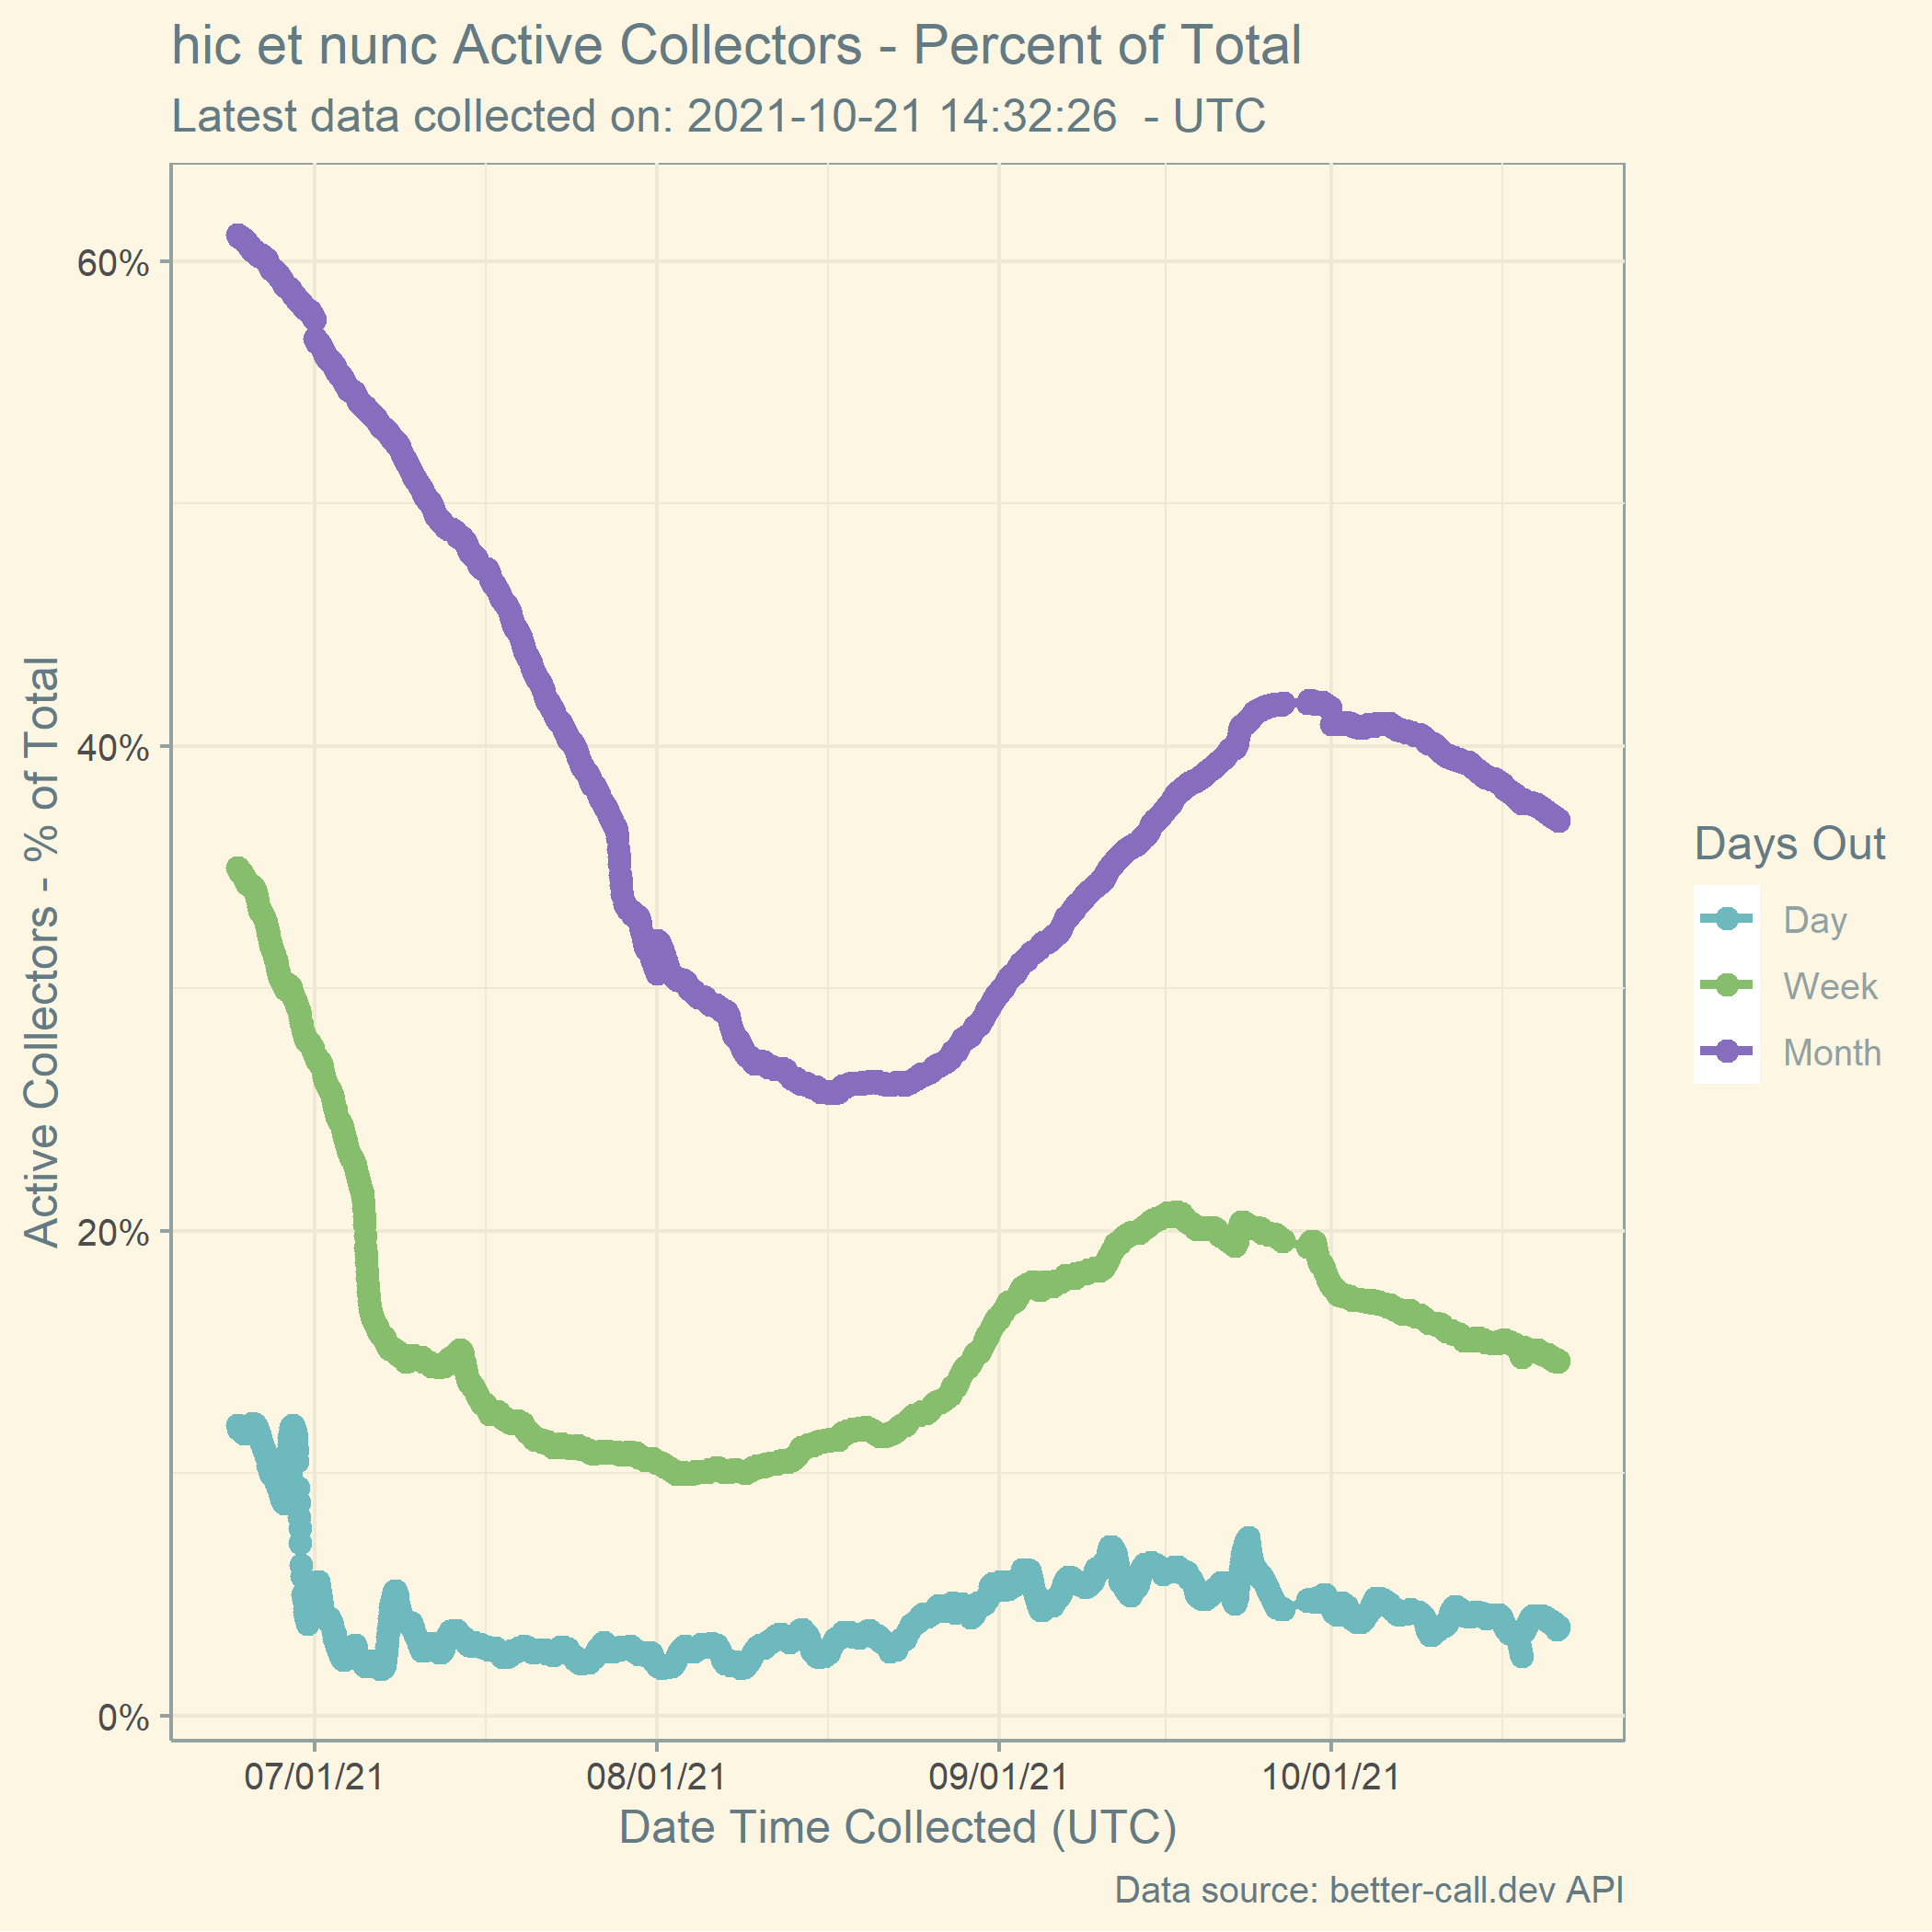 hic et nunc Active Collectors - Percent of Total
Latest data collected on: 2021-10-21 14:32:26  - UTC
Active Collectors - % of Total
60%
40%
20%
0%
07/01/21
08/01/21
09/01/21
10/01/21
Date Time Collected (UTC)
Days Out
Day
Week
Month
Data source: better-call.dev API